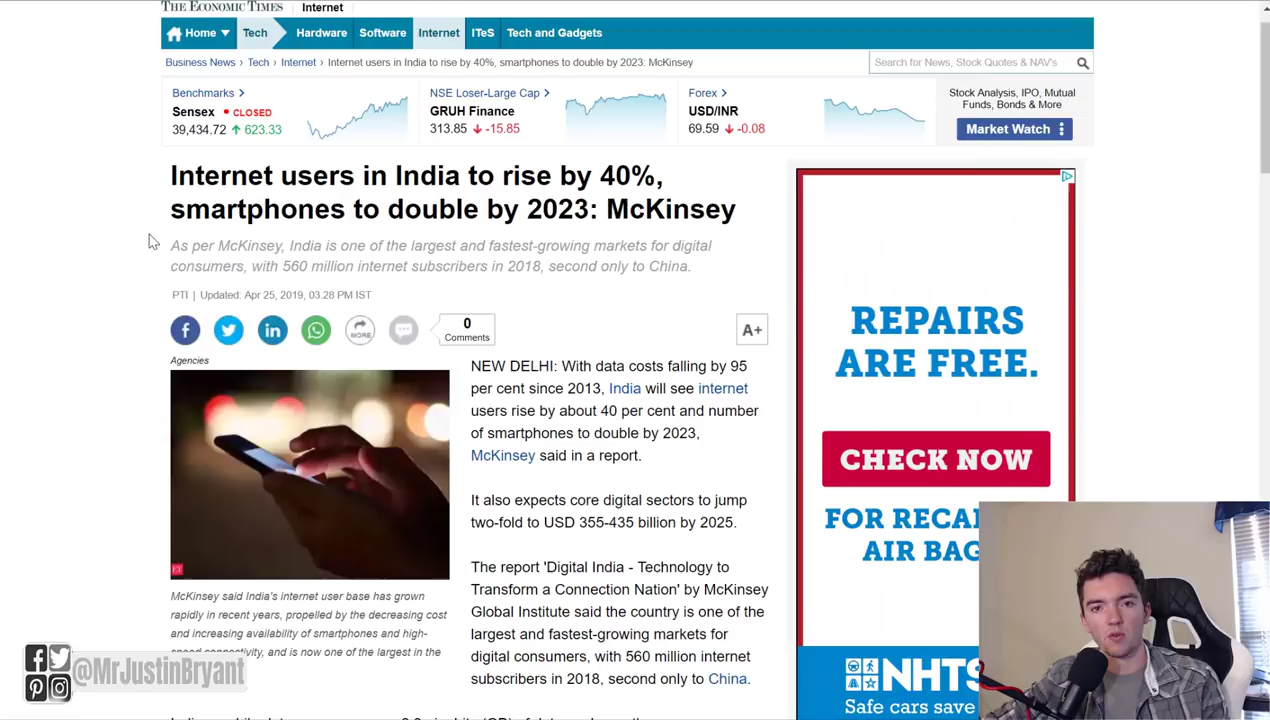 THE ECONOMIC TIMES Internet
Home Tech Hardware Software Internet ITeS Tech and Gadgets
Business News › Tech › Internet › Internet users in India to rise by 40%, smartphones to double by 2023: McKinsey
Search for News, Stock Quotes & NAV's
Benchmarks
Sensex CLOSED
39,434.72 623.33
NSE Loser-Large Cap
GRUH Finance
313.85 -15.85
Forex
USD/INR
69.59 -0.08
Stock Analysis, IPO, Mutual
Funds, Bonds & More
Market Watch
Internet users in India to rise by 40%,
smartphones to double by 2023: McKinsey
As per McKinsey, India is one of the largest and fastest-growing markets for digital
consumers, with 560 million internet subscribers in 2018, second only to China.
PTI | Updated: Apr 25, 2019, 03.28 PM IST
MORE
0
Comments
A+
Agencies
ET
McKinsey said India's internet user base has grown
rapidly in recent years, propelled by the decreasing cost
and increasing availability of smartphones and high-
speed connectivity, and is now one of the largest in the
NEW DELHI: With data costs falling by 95
per cent since 2013, India will see internet
users rise by about 40 per cent and number
of smartphones to double by 2023,
McKinsey said in a report.
It also expects core digital sectors to jump
two-fold to USD 355-435 billion by 2025.
The report 'Digital India - Technology to
Transform a Connection Nation' by McKinsey
Global Institute said the country is one of the
largest and fastest-growing markets for
digital consumers, with 560 million internet
subscribers in 2018, second only to China.
REPAIRS
ARE FREE.
CHECK NOW
FOR RECA
AIR BAG
NHTS
Safe cars save
@MrJustinBryant